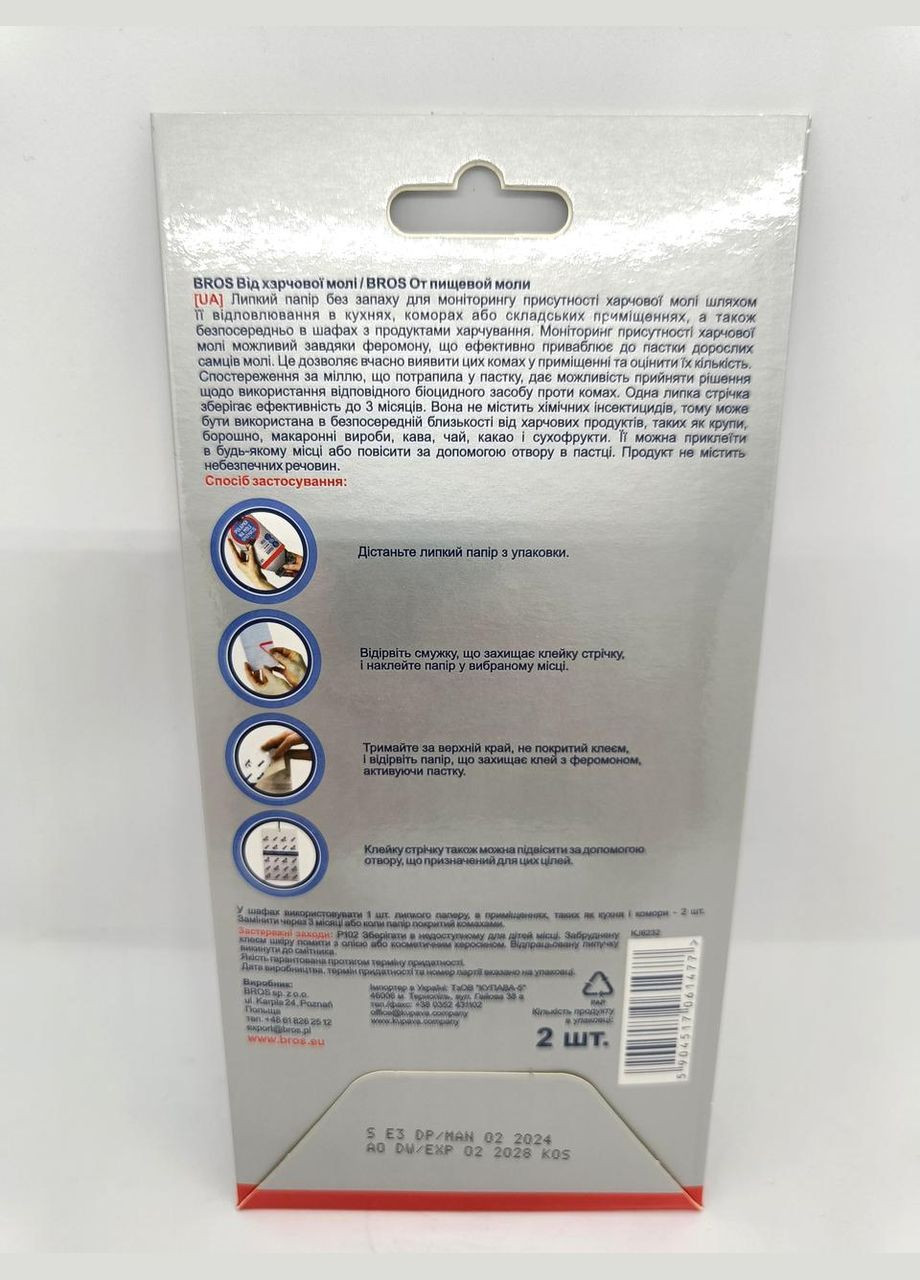 BROS Від хэрчової молі / BROS От пищевой моли
[UA] Липкий папір без запаху для моніторингу присутності харчової молі шляхом
її відловлювання в кухнях, коморах або складських приміщеннях, а також
безпосередньо в шафах з продуктами харчування. Моніторинг присутності харчової
молі можливий завдяки феромону, що ефективно приваблює до пастки дорослих
самців молі. Це дозволяє вчасно виявити цих комах у приміщенні та оцінити їх кількість.
Спостереження за міллю, що потрапила у пастку, дає можливість прийняти рішення
щодо використання відповідного біоцидного засобу проти комах. Одна липка стрічка
зберігає ефективність до 3 місяців. Вона не містить хімічних інсектицидів, тому може
бути використана в безпосередній близькості від харчових продуктів, таких як крупи,
борошно, макаронні вироби, кава, чай, какао і сухофрукти. Її можна приклеїти
в будь-якому місці або повісити за допомогою отвору в пастці. Продукт не містить
небезпечних речовин.
Спосіб застосування:
Дістаньте липкий папір з упаковки.
Відірвіть смужку, що захищає клейку стрічку,
і наклейте папір у вибраному місці.
Тримайте за верхній край, не покритий клеєм,
і відірвіть папір, що захищає клей з феромоном,
активуючи пастку.
Клейку стрічку також можна підвісити за допомогою
отвору, що призначений для цих цілей.
У шафах використовувати 1 шт. липкого паперу, в приміщеннях, таких як кухня і комори - 2 шт.
Замінити через 3 місяці або коли папір покритий комахами.
Застережні заходи: P102 Зберігати в недоступному для дітей місці. Забруднену
клеєм шкіру помити з олією або косметичним керосином. Відпрацьовану липучку
викинути до смітника.
Якість гарантована протягом терміну придатності.
Дата виробництва, термін придатності та номер партії вказано на упаковці.
KJ8232
Виробник:
BROS sp. z o.o.
ul. Karpia 24, Poznań
Польща
тел. +48 61 826 25 12
export@bros.pl
www.bros.eu
Імпортер в Україні: ТзОВ "КУПАВА-6"
46006 м. Тернопіль, вул. Гайова 38 а
тел./факс: +38 0352 431102
office@kupava.company
www.kupava.company
PAP
Кількість продукту
в упаковці:
2 шт.
5 904517 061477 >
S E3 DP/MAN 02 2024
A0 DW/EXP 02 2028 KOS